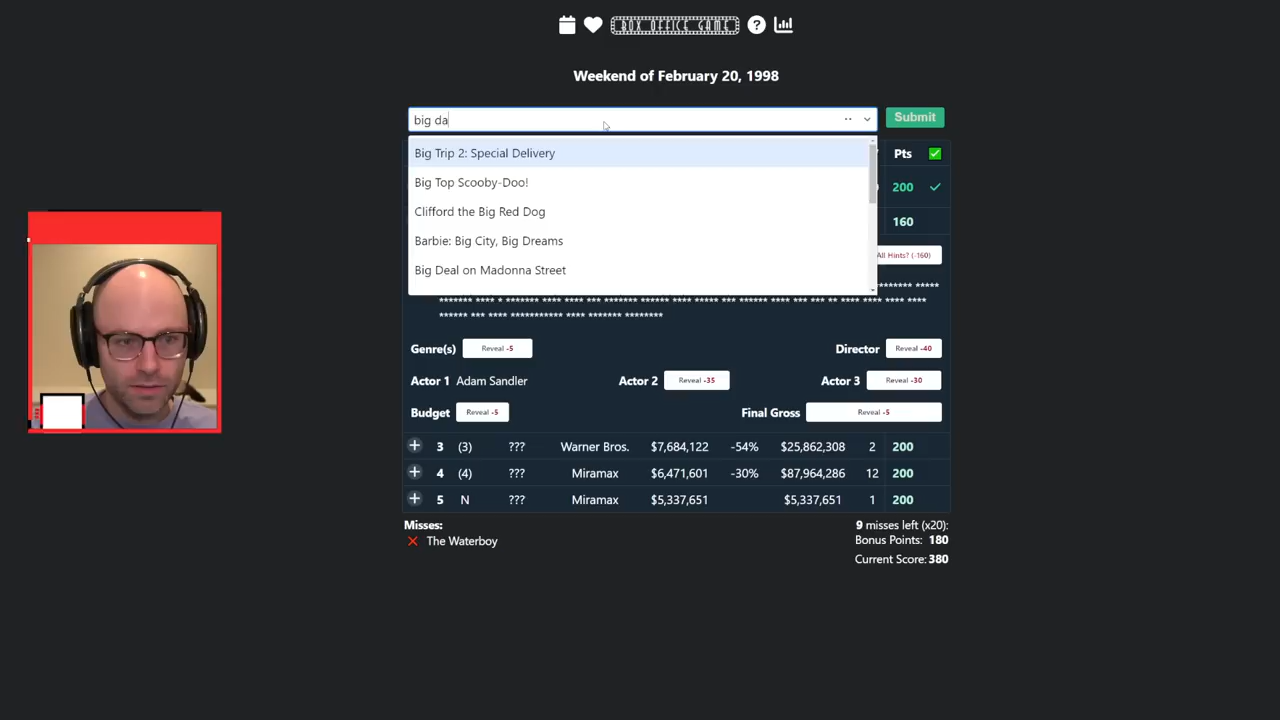 BOX OFFICE GAME ?
Weekend of February 20, 1998
big da
Submit
Big Trip 2: Special Delivery
Pts
Big Top Scooby-Doo!
200
Clifford the Big Red Dog
160
Barbie: Big City, Big Dreams
All Hints? (-160)
Big Deal on Madonna Street
******** *****
******* **** * ******* **** *** *** ******* **** ***** *** *** *** ** **** **** ****
****** *** **** *********** **** ******* ********
Genre(s) Reveal -5 Director Reveal -40
Actor 1 Adam Sandler Actor 2 Reveal -35 Actor 3 Reveal -30
Budget Reveal -5 Final Gross Reveal -5
3 (3) ??? Warner Bros. $7,684,122 -54% $25,862,308 2 200
4 (4) ??? Miramax $6,471,601 -30% $87,964,286 12 200
5 N ??? Miramax $5,337,651 $5,337,651 1 200
Misses: 9 misses left (x20):
The Waterboy Bonus Points: 180
Current Score: 380